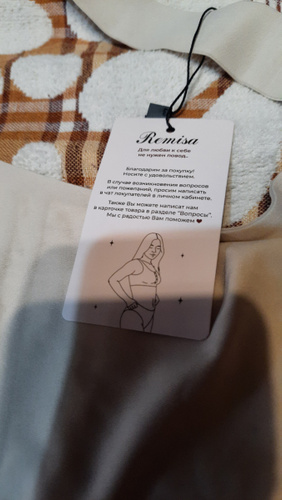 Remisa
Для любви к себе
не нужен повод..
Благодарим за покупку!
Носите с удовольствием.
В случае возникновения вопросов
или пожеланий, просим написать
в чат покупателей в личном кабинете.
Также Вы можете написат нам
в карточке товара в разделе "Вопросы".
Мы с радостью Вам поможем ❤